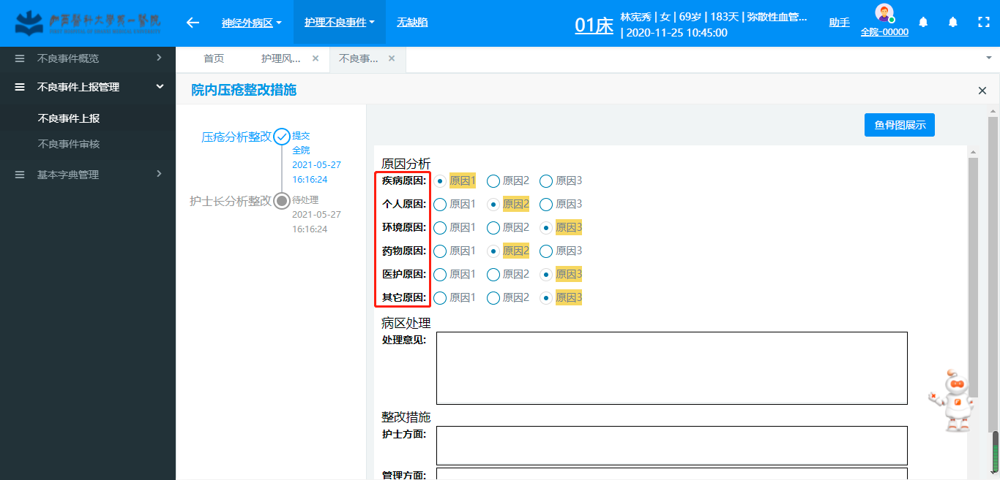 神经外病区
护理不良事件
无缺陷
01床
林宪秀 | 女 | 69岁 | 183天 | 弥散性血管...
| 2020-11-25 10:45:00
助手
全院-00000
不良事件概览
不良事件上报管理
不良事件上报
不良事件审核
基本字典管理
首页
护理风...
不良事...
院内压疮整改措施
压疮分析整改
提交
全院
2021-05-27
16:16:24
护士长分析整改
待处理
2021-05-27
16:16:24
鱼骨图展示
原因分析
疾病原因: 原因1 原因2 原因3
个人原因: 原因1 原因2 原因3
环境原因: 原因1 原因2 原因3
药物原因: 原因1 原因2 原因3
医护原因: 原因1 原因2 原因3
其它原因: 原因1 原因2 原因3
病区处理
处理意见:
整改措施
护士方面:
管理方面: